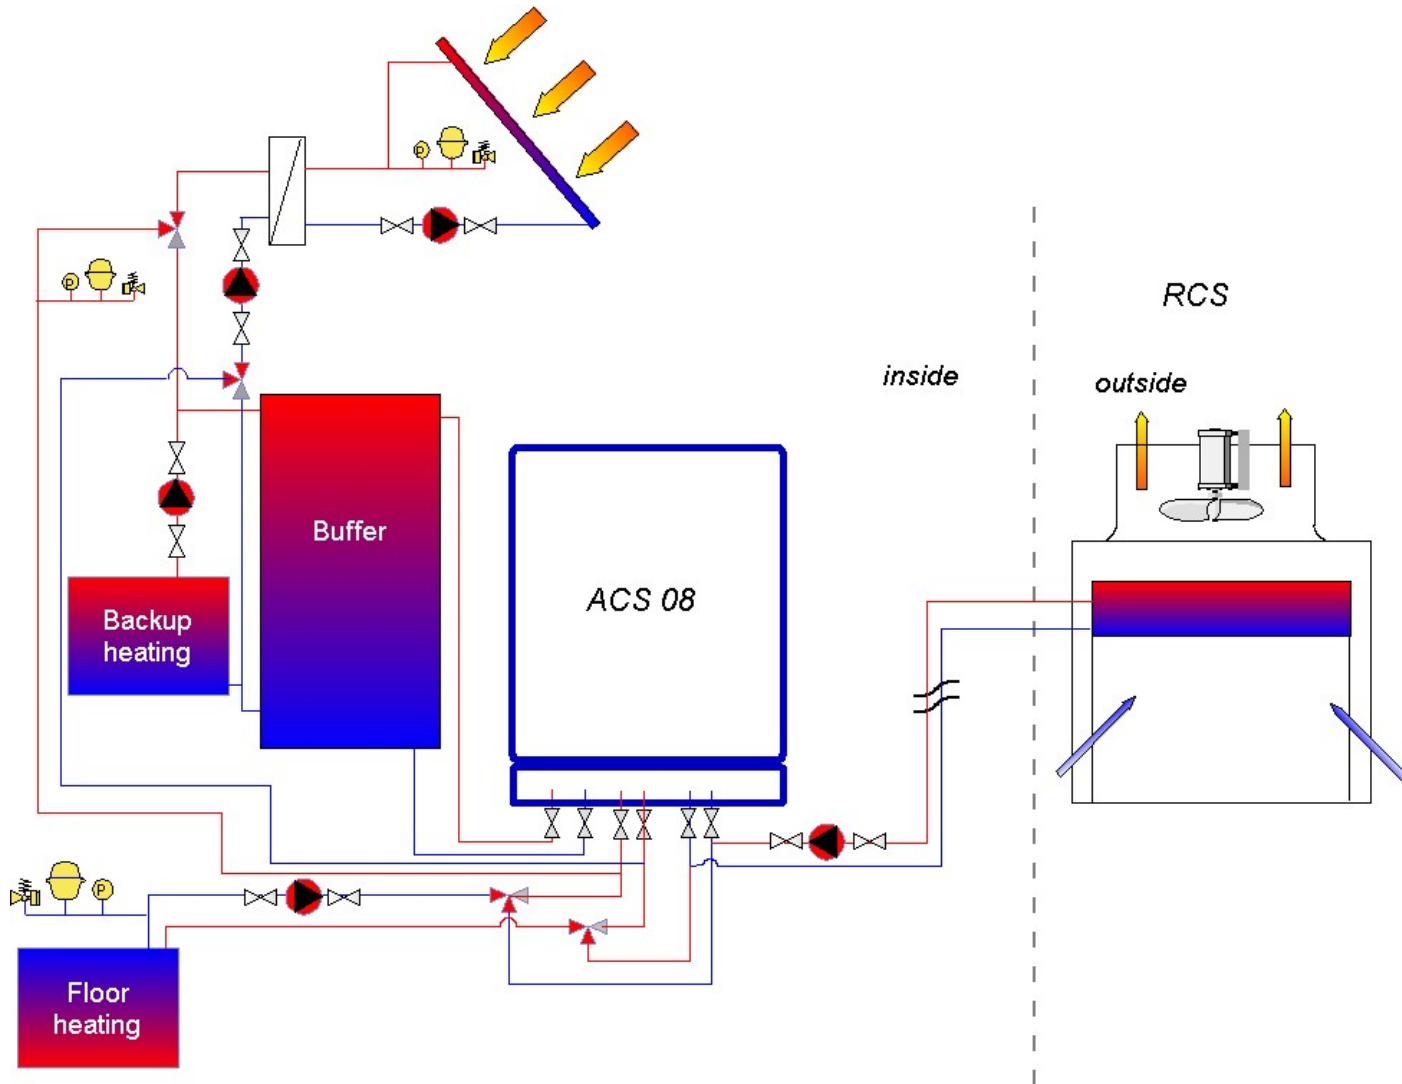 P
P
RCS
inside
outside
Buffer
ACS 08
Backup
heating
P
Floor
heating